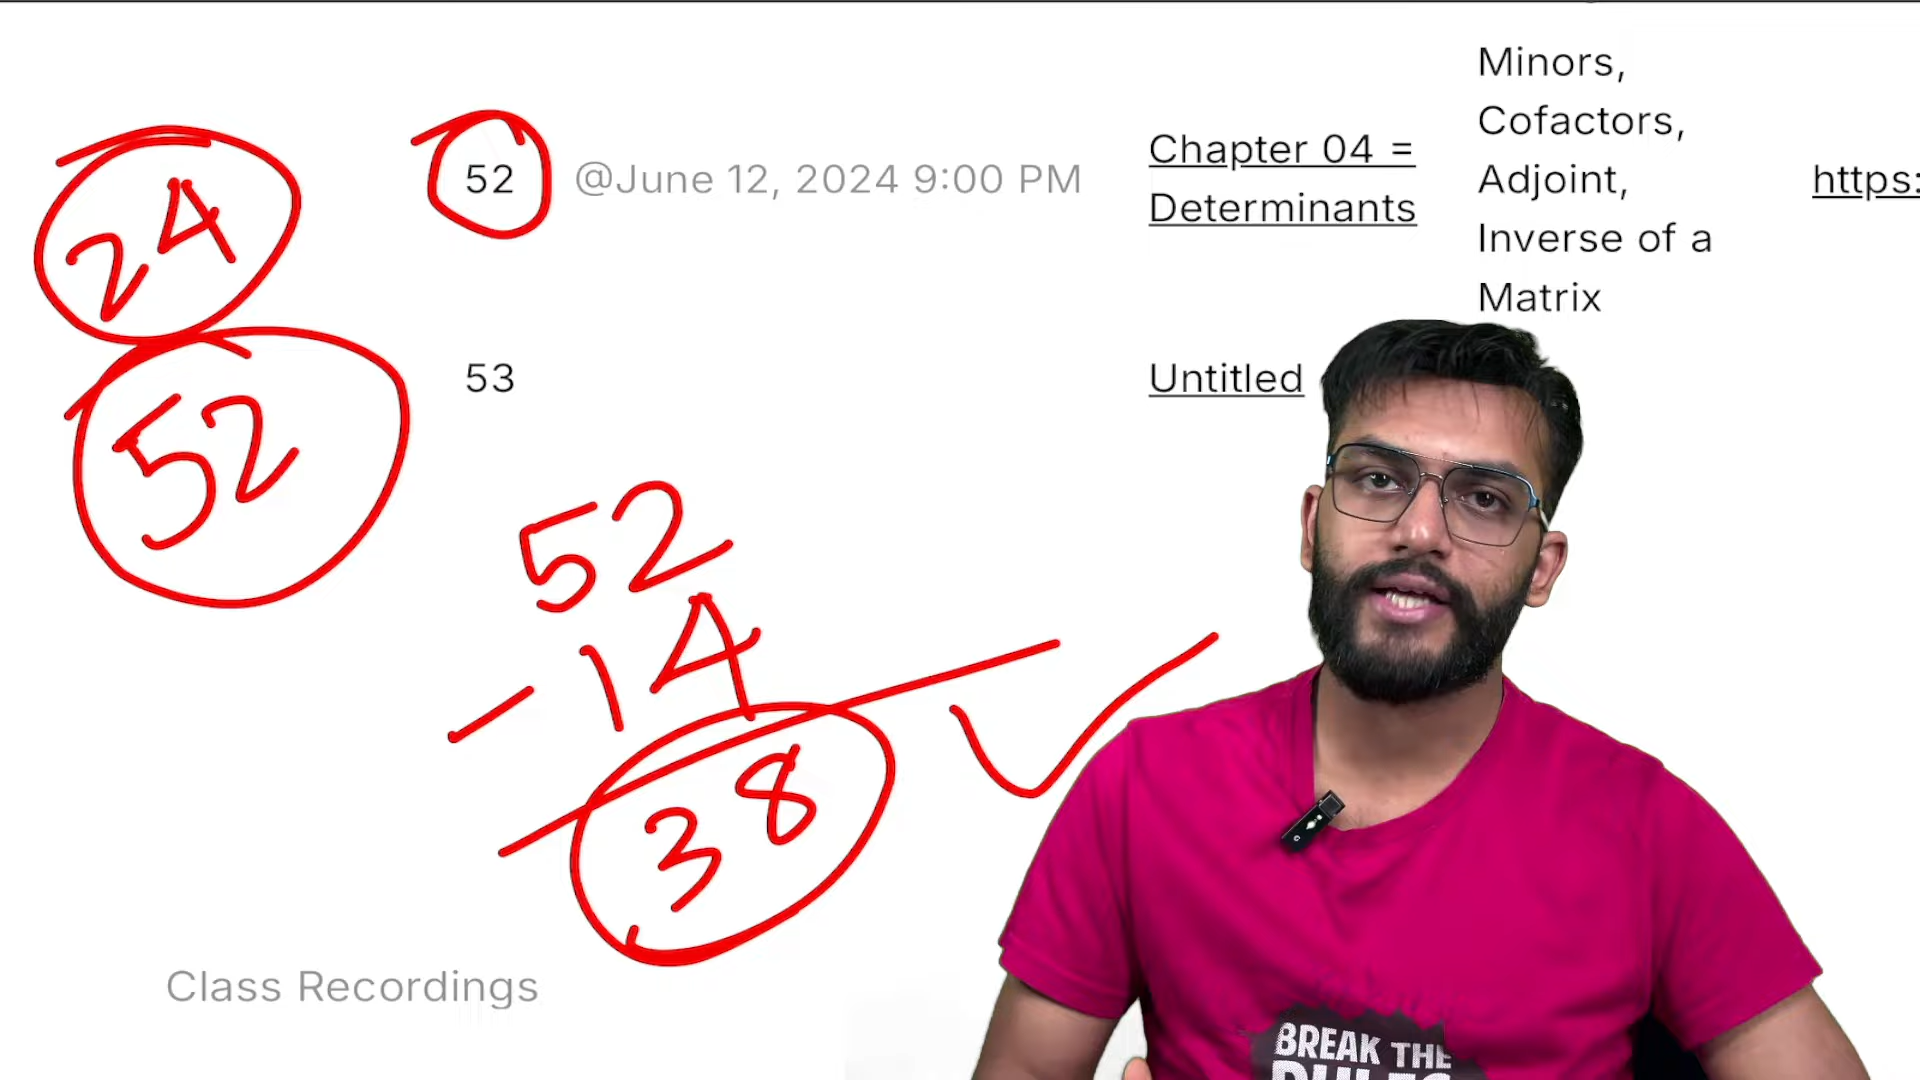 Minors,
Cofactors,
Adjoint,
Inverse of a
Matrix
52 @June 12, 2024 9:00 PM
Chapter 04 =
Determinants
https:
24
53
Untitled
52
52
-14
38
Class Recordings
BREAK THE
RULES